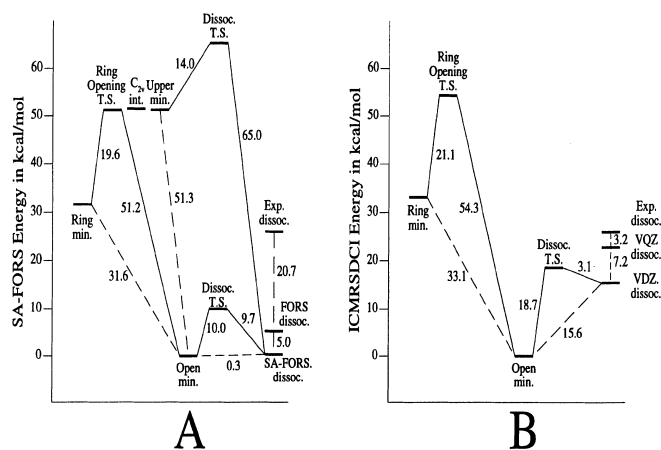 SA-FORS Energy in kcal/mol
60
50
40
30
20
10
0
Dissoc.
T.S.
14.0
Ring
Opening
T.S.
C2v
int.
Upper
min.
19.6
65.0
51.2
51.3
Ring
min.
31.6
Exp.
dissoc.
20.7
Dissoc.
T.S.
10.0
9.7
FORS
dissoc.
5.0
0.3
Open
min.
SA-FORS.
dissoc.
A
ICMRSDCI Energy in kcal/mol
60
50
40
30
20
10
0
Ring
Opening
T.S.
21.1
54.3
Ring
min.
33.1
Exp.
dissoc.
3.2
VQZ
dissoc.
7.2
VDZ.
dissoc.
Dissoc.
T.S.
3.1
18.7
15.6
Open
min.
B